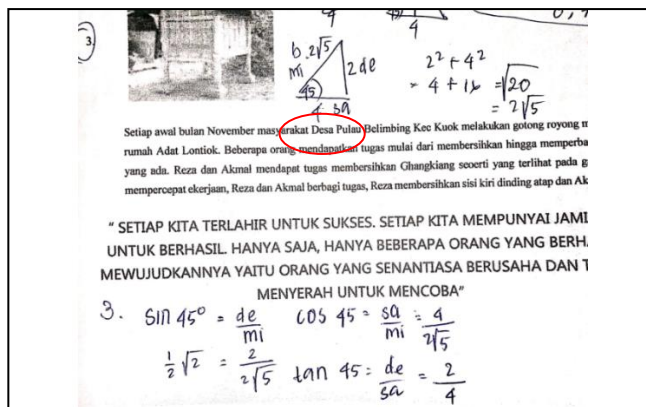 3.
b. 2√5
mi
2 de
45
4 sa
4
4
0,
2² + 4²
= 4 + 16 = √20
= 2√5
Setiap awal bulan November masyarakat Desa Pulau Belimbing Kec Kuok melakukan gotong royong m
rumah Adat Lontiok. Beberapa orang mendapatkan tugas mulai dari membersihkan hingga memperba
yang ada. Reza dan Akmal mendapat tugas membersihkan Ghangkiang seoerti yang terlihat pada g
mempercepat ekerjaan, Reza dan Akmal berbagi tugas, Reza membersihkan sisi kiri dinding atap dan Ak
" SETIAP KITA TERLAHIR UNTUK SUKSES. SETIAP KITA MEMPUNYAI JAMI
UNTUK BERHASIL. HANYA SAJA, HANYA BEBERAPA ORANG YANG BERH
MEWUJUDKANNYA YAITU ORANG YANG SENANTIASA BERUSAHA DAN T
MENYERAH UNTUK MENCOBA"
3. sin 45° = de/mi cos 45 = sa/mi = 4/2√5
1/2 √2 = 2/2√5 tan 45 = de/sa = 2/4